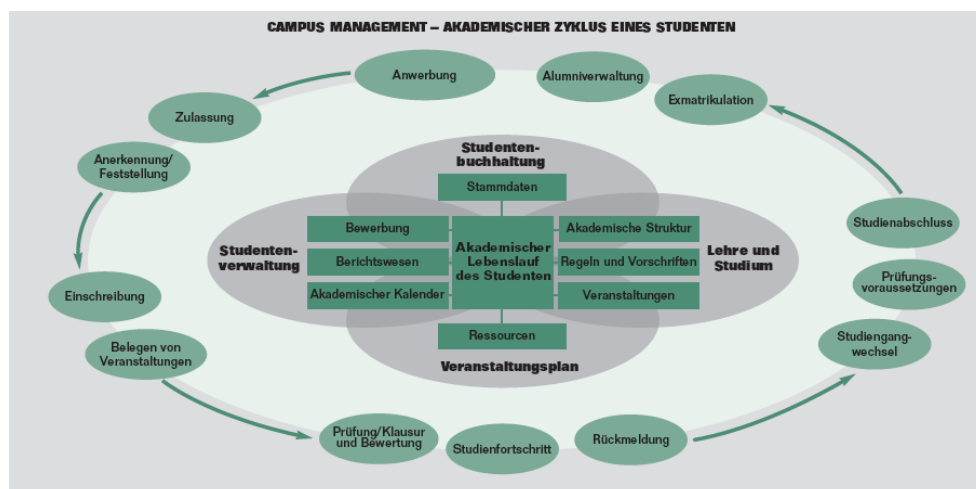 CAMPUS MANAGEMENT – AKADEMISCHER ZYKLUS EINES STUDENTEN
Anwerbung
Alumniverwaltung
Exmatrikulation
Zulassung
Anerkennung/
Feststellung
Einschreibung
Belegen von
Veranstaltungen
Prüfung/Klausur
und Bewertung
Studienfortschritt
Rückmeldung
Studiengang-
wechsel
Prüfungs-
voraussetzungen
Studienabschluss
Studenten-
buchhaltung
Stammdaten
Studenten-
verwaltung
Bewerbung
Berichtswesen
Akademischer Kalender
Akademischer
Lebenslauf
des Studenten
Akademische Struktur
Regeln und Vorschriften
Veranstaltungen
Lehre und
Studium
Ressourcen
Veranstaltungsplan